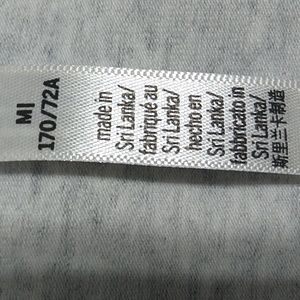 M|
170/72A
made in
Sri Lanka/
fabriqué au
Sri Lanka/
hecho en
Sri Lanka/
fabbricato in
斯里兰卡制造